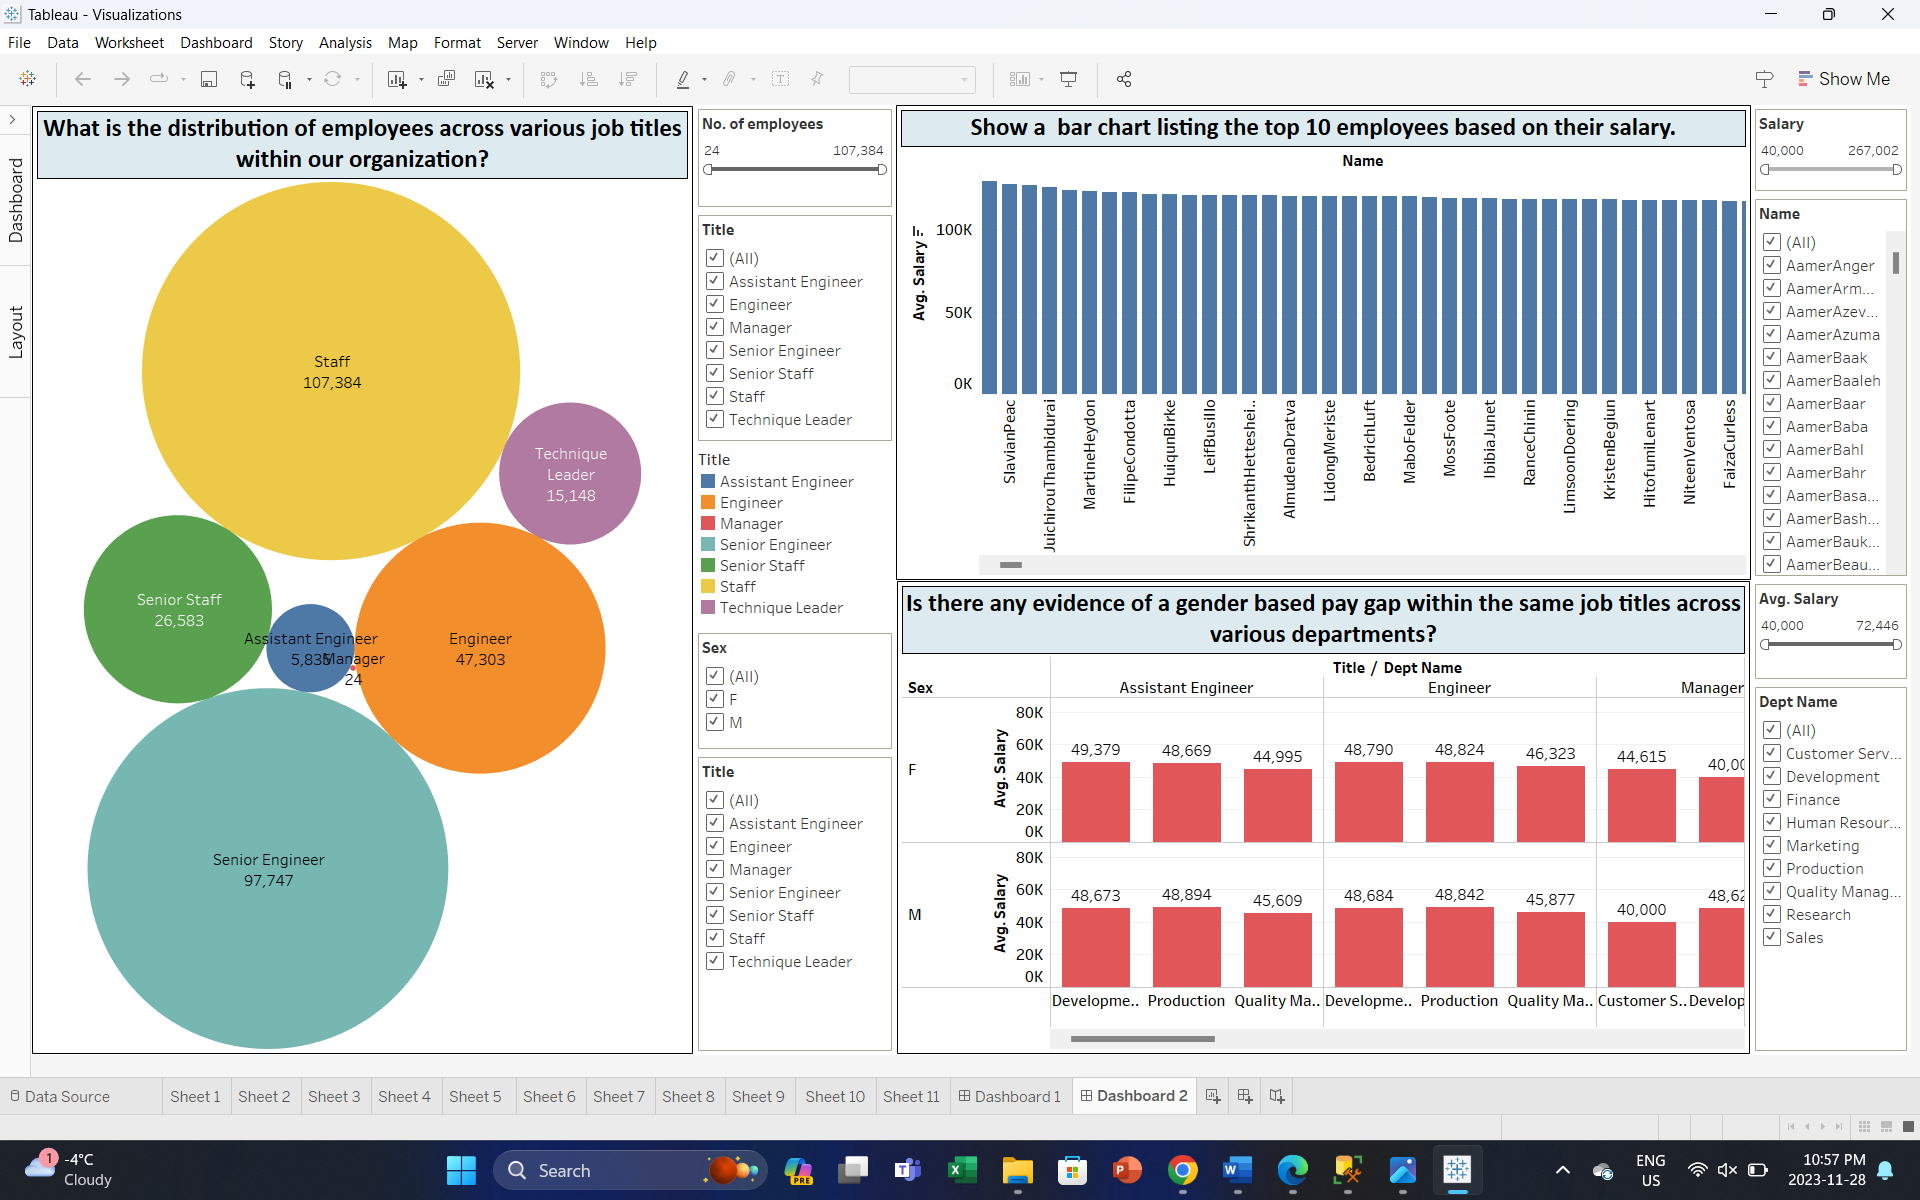 Tableau - Visualizations
File Data Worksheet Dashboard Story Analysis Map Format Server Window Help
Show Me
Dashboard
Layout
What is the distribution of employees across various job titles
within our organization?
Staff
107,384
Technique
Leader
15,148
Senior Staff
26,583
Assistant Engineer
5,835
Manager
24
Engineer
47,303
Senior Engineer
97,747
No. of employees
24 107,384
Title
(All)
Assistant Engineer
Engineer
Manager
Senior Engineer
Senior Staff
Staff
Technique Leader
Title
Assistant Engineer
Engineer
Manager
Senior Engineer
Senior Staff
Staff
Technique Leader
Sex
(All)
F
M
Title
(All)
Assistant Engineer
Engineer
Manager
Senior Engineer
Senior Staff
Staff
Technique Leader
Show a bar chart listing the top 10 employees based on their salary.
Name
Avg. Salary
100K
50K
0K
SlavianPeac
JuichirouThambidurai
MartineHeydon
FilipeCondotta
HuiqunBirke
LeifBusillo
ShrikanthHetteshei..
AlmudenaDratva
LidongMeriste
BedrichLuft
MaboFelder
MossFoote
IbibiaJunet
RanceChinin
LimsoonDoering
KristenBegiun
HitofumiLenart
NiteenVentosa
FaizaCurless
Is there any evidence of a gender based pay gap within the same job titles across
various departments?
Title / Dept Name
Sex Assistant Engineer Engineer Manager
F
Avg. Salary
80K
60K
40K
20K
0K
49,379 48,669 44,995 48,790 48,824 46,323 44,615 40,00
M
Avg. Salary
80K
60K
40K
20K
0K
48,673 48,894 45,609 48,684 48,842 45,877 40,000 48,62
Developme.. Production Quality Ma.. Developme.. Production Quality Ma.. Customer S.. Develop
Salary
40,000 267,002
Name
(All)
AamerAnger
AamerArm...
AamerAzev...
AamerAzuma
AamerBaak
AamerBaaleh
AamerBaar
AamerBaba
AamerBahl
AamerBahr
AamerBasa...
AamerBash...
AamerBauk...
AamerBeau...
Avg. Salary
40,000 72,446
Dept Name
(All)
Customer Serv...
Development
Finance
Human Resour...
Marketing
Production
Quality Manag...
Research
Sales
Data Source Sheet 1 Sheet 2 Sheet 3 Sheet 4 Sheet 5 Sheet 6 Sheet 7 Sheet 8 Sheet 9 Sheet 10 Sheet 11 Dashboard 1 Dashboard 2
1
-4°C
Cloudy
Search
PRE
ENG
US
10:57 PM
2023-11-28